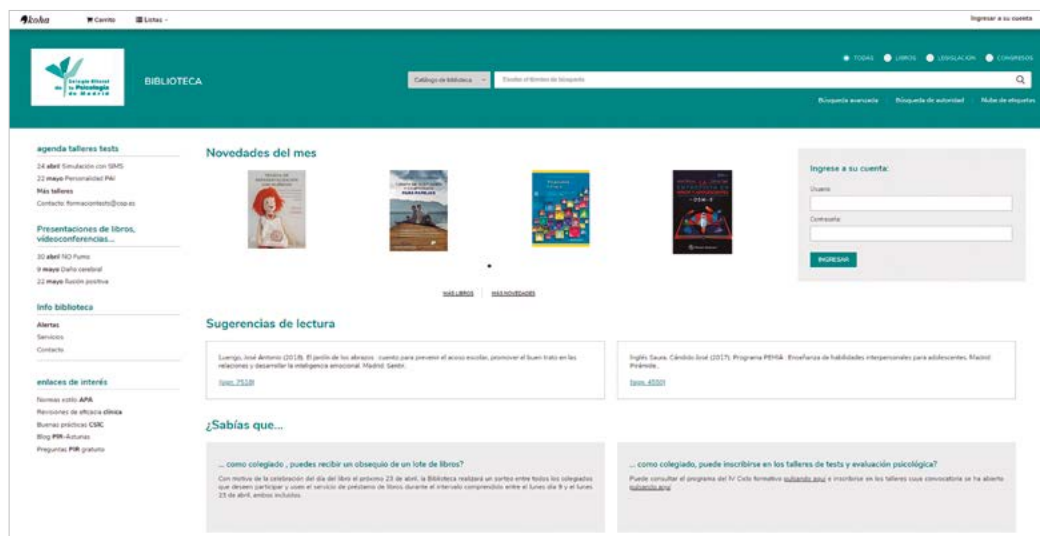 koha Carrito Listas
Ingresar a su cuenta
Colegio Oficial
de la Psicología
de Madrid
BIBLIOTECA
TODAS LIBROS LEGISLACIÓN CONGRESOS
Catálogo de biblioteca
Búsqueda avanzada Búsqueda de autoridad Nube de etiquetas
agenda talleres tests
24 abril Simulación con SIMS
22 mayo Personalidad PAI
Más talleres
Contacto: formaciontests@cop.es
Presentaciones de libros,
videoconferencias...
30 abril NO Fumo
9 mayo Daño cerebral
22 mayo Ilusión positiva
Info biblioteca
Alertas
Servicios
Contacto
enlaces de interés
Normas estilo APA
Revisiones de eficacia clínica
Buenas prácticas CSIC
Blog PIR-Asturias
Preguntas PIR gratuito
Novedades del mes
MÁS LIBROS MÁS NOVEDADES
Ingrese a su cuenta:
Usuario
Contraseña:
INGRESAR
Sugerencias de lectura
Luengo, José Antonio (2018). El jardín de los abrazos : cuento para prevenir el acoso escolar, promover el buen trato en las
relaciones y desarrollar la inteligencia emocional. Madrid: Sentir.
(sign. 7518)
Inglés Saura, Cándido José (2017). Programa PEHIA : Enseñanza de habilidades interpersonales para adolescentes. Madrid:
Pirámide..
(sign. 4550)
¿Sabías que...
... como colegiado , puedes recibir un obsequio de un lote de libros?
Con motivo de la celebración del día del libro el próximo 23 de abril, la Biblioteca realizará un sorteo entre todos los colegiados
que deseen participar y usen el servicio de préstamo de libros durante el intervalo comprendido entre el lunes día 9 y el lunes
23 de abril, ambos incluidos.
... como colegiado, puede inscribirse en los talleres de tests y evaluación psicológica?
Puede consultar el programa del IV Ciclo formativo pulsando aquí e inscribirse en los talleres cuya convocatoria se ha abierto
pulsando aquí